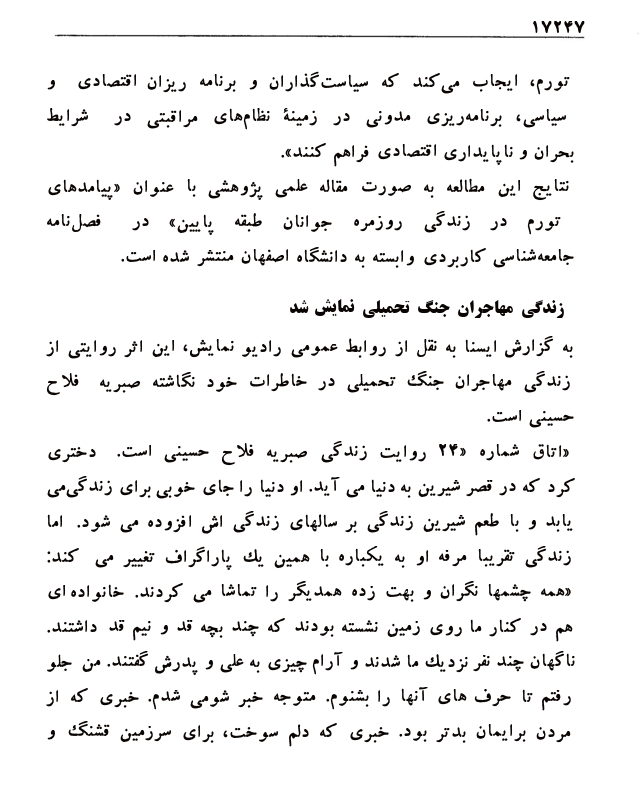 ۱۷۲۴۷
تورم، ایجاب می‌کند که سیاست‌گذاران و برنامه ریزان اقتصادی و
سیاسی، برنامه‌ریزی مدونی در زمینهٔ نظام‌های مراقبتی در شرایط
بحران و ناپایداری اقتصادی فراهم کنند».
نتایج این مطالعه به صورت مقاله علمی پژوهشی با عنوان «پیامدهای
تورم در زندگی روزمره جوانان طبقه پایین» در فصل‌نامه
جامعه‌شناسی کاربردی وابسته به دانشگاه اصفهان منتشر شده است.
زندگی مهاجران جنگ تحمیلی نمایش شد
به گزارش ایسنا به نقل از روابط عمومی رادیو نمایش، این اثر روایتی از
زندگی مهاجران جنگ تحمیلی در خاطرات خود نگاشته صبریه فلاح
حسینی است.
«اتاق شماره «۲۴ روایت زندگی صبریه فلاح حسینی است. دختری
کرد که در قصر شیرین به دنیا می آید. او دنیا را جای خوبی برای زندگی‌می
یابد و با طعم شیرین زندگی بر سالهای زندگی اش افزوده می شود. اما
زندگی تقریبا مرفه او به یکباره با همین یك پاراگراف تغییر می کند:
«همه چشمها نگران و بهت زده همدیگر را تماشا می کردند. خانواده ای
هم در کنار ما روی زمین نشسته بودند که چند بچه قد و نیم قد داشتند.
ناگهان چند نفر نزدیك ما شدند و آرام چیزی به علی و پدرش گفتند. من جلو
رفتم تا حرف های آنها را بشنوم. متوجه خبر شومی شدم. خبری که از
مردن برایمان بدتر بود. خبری که دلم سوخت، برای سرزمین قشنگ و